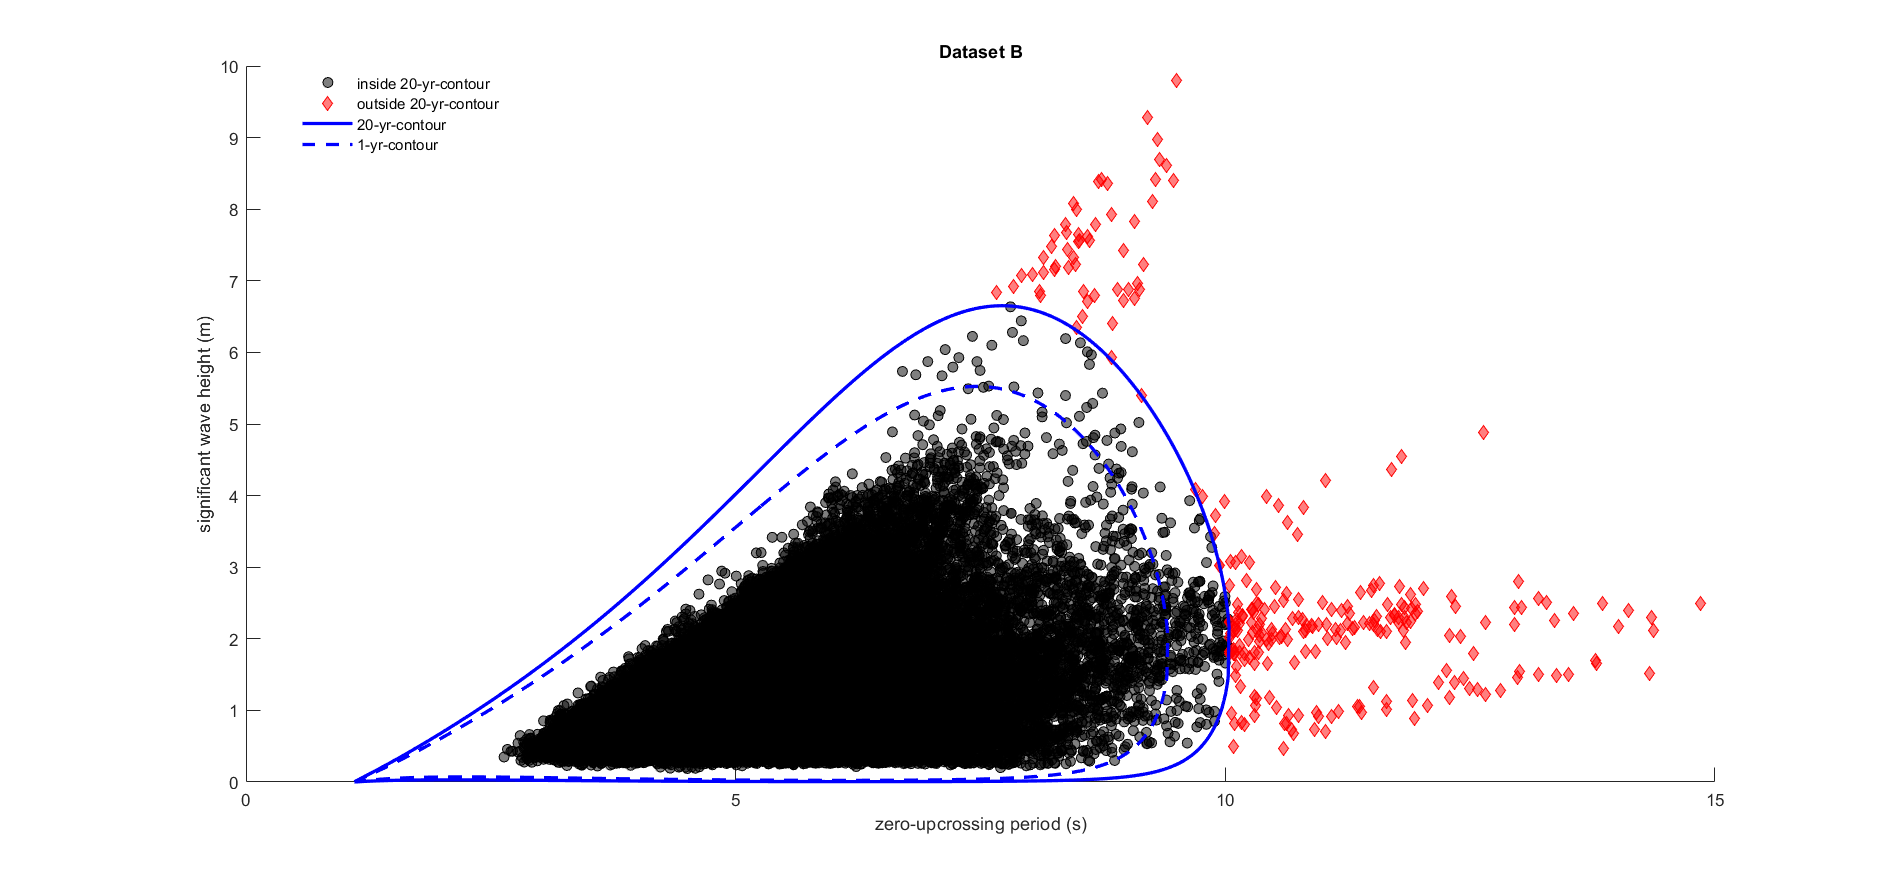 Dataset B
inside 20-yr-contour
outside 20-yr-contour
20-yr-contour
1-yr-contour
significant wave height (m)
10
9
8
7
6
5
4
3
2
1
0
0
5
10
15
zero-upcrossing period (s)